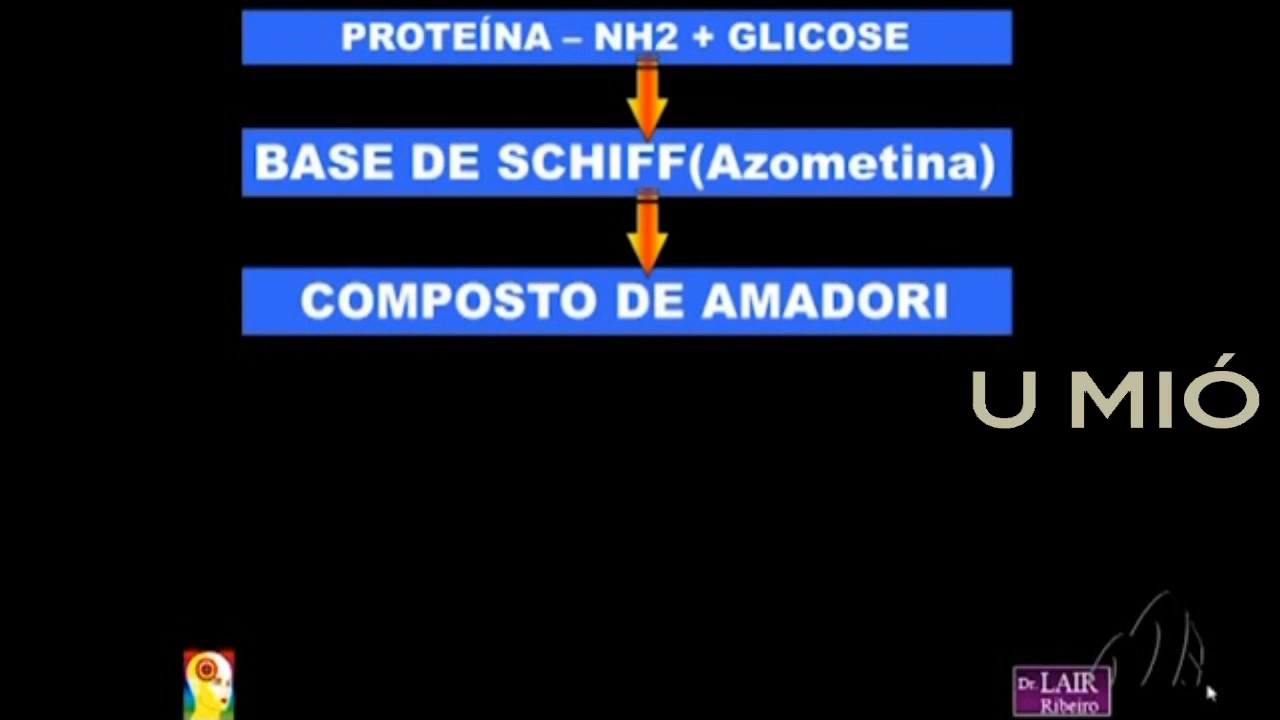 PROTEÍNA – NH2 + GLICOSE
BASE DE SCHIFF(Azometina)
COMPOSTO DE AMADORI
U MIÓ
Dr. LAIR
Ribeiro